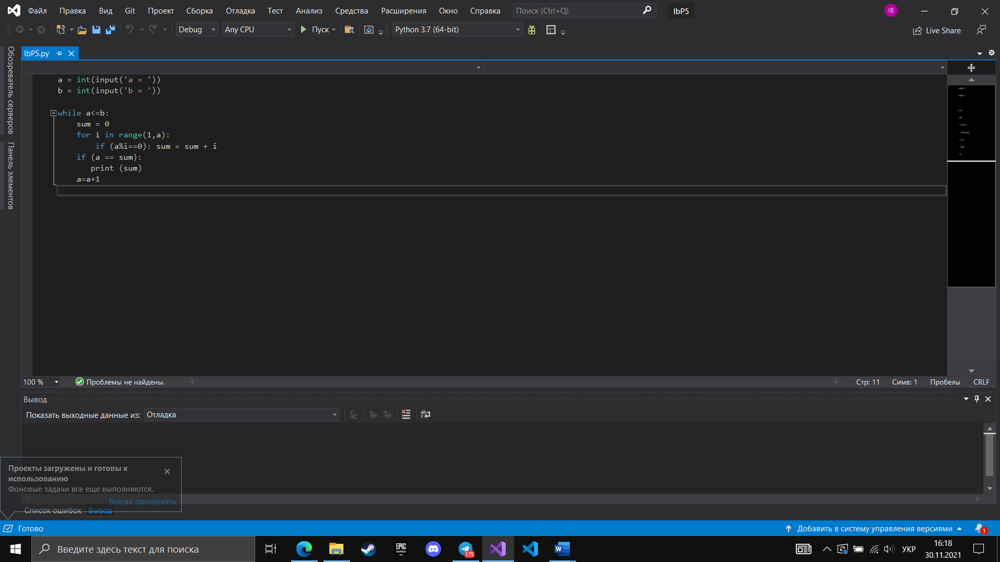 Файл Правка Вид Git Проект Сборка Отладка Тест Анализ Средства Расширения Окно Справка Поиск (Ctrl+Q) IbP5 IB
Debug Any CPU Пуск Python 3.7 (64-bit) Live Share
Обозреватель серверов
Панель элементов
IbP5.py
a = int(input('a = '))
b = int(input('b = '))
while a<=b:
sum = 0
for i in range(1,a):
if (a%i==0): sum = sum + i
if (a == sum):
print (sum)
a=a+1
100 % Проблемы не найдены. Стр: 11 Симв: 1 Пробелы CRLF
Вывод
Показать выходные данные из: Отладка
Проекты загружены и готовы к
использованию
Фоновые задачи все еще выполняются.
Всегда пропускать
Список ошибок Вывод
Готово Добавить в систему управления версиями 1
Введите здесь текст для поиска EPIC GAMES 175 W УКР 16:18
30.11.2021